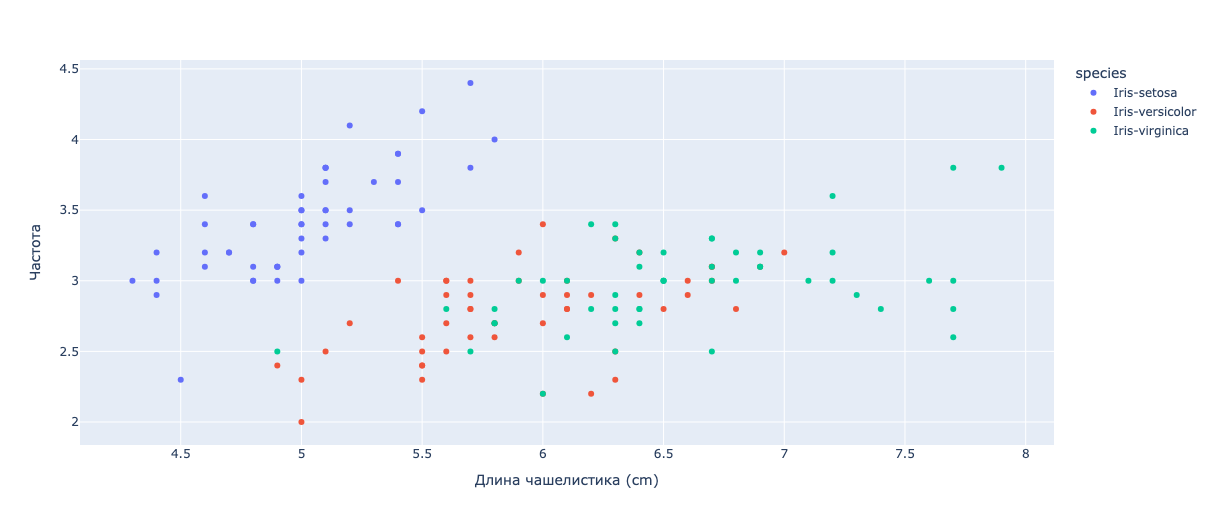 4.5
4
3.5
3
2.5
2
Частота
4.5 5 5.5 6 6.5 7 7.5 8
Длина чашелистика (cm)
species
Iris-setosa
Iris-versicolor
Iris-virginica